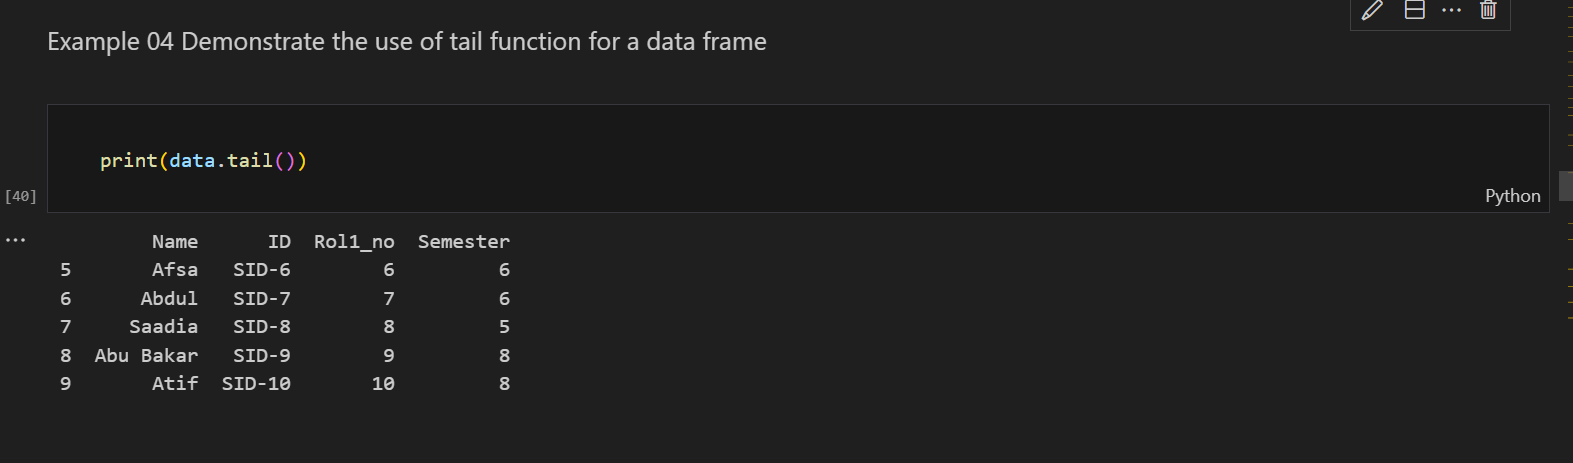 Example 04 Demonstrate the use of tail function for a data frame
print(data.tail())
[40]
Python
Name ID Rol1_no Semester
5 Afsa SID-6 6 6
6 Abdul SID-7 7 6
7 Saadia SID-8 8 5
8 Abu Bakar SID-9 9 8
9 Atif SID-10 10 8